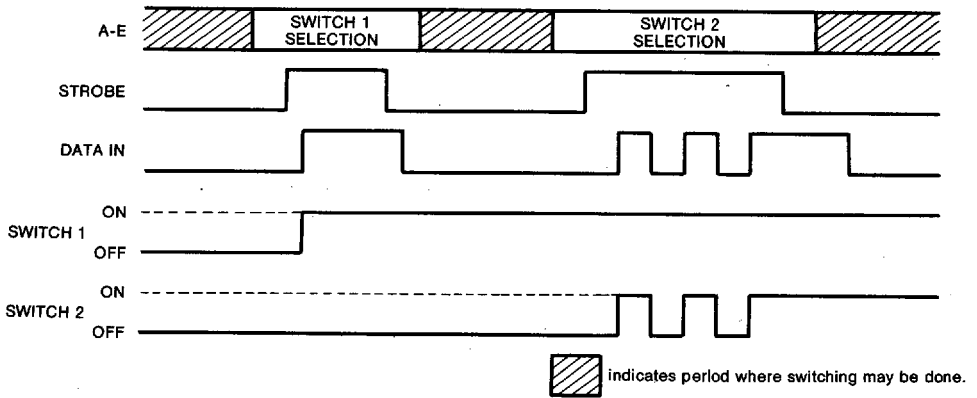 A-E
SWITCH 1
SELECTION
SWITCH 2
SELECTION
STROBE
DATA IN
ON
SWITCH 1
OFF
ON
SWITCH 2
OFF
indicates period where switching may be done.